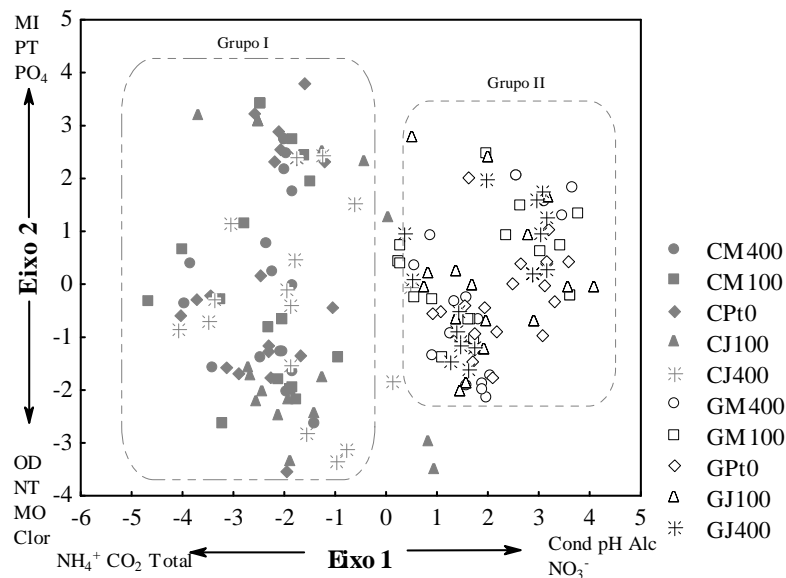 MI
PT
PO₄
Grupo I
Grupo II
5
4
3
2
1
0
-1
-2
-3
-4
Eixo 2
OD
NT
MO
Clor
-6 -5 -4 -3 -2 -1 0 1 2 3 4 5 6
NH₄⁺ CO₂ Total
Eixo 1
Cond pH Alc
NO₃⁻
CM400
CM100
CPt0
CJ100
CJ400
GM400
GM100
GPt0
GJ100
GJ400